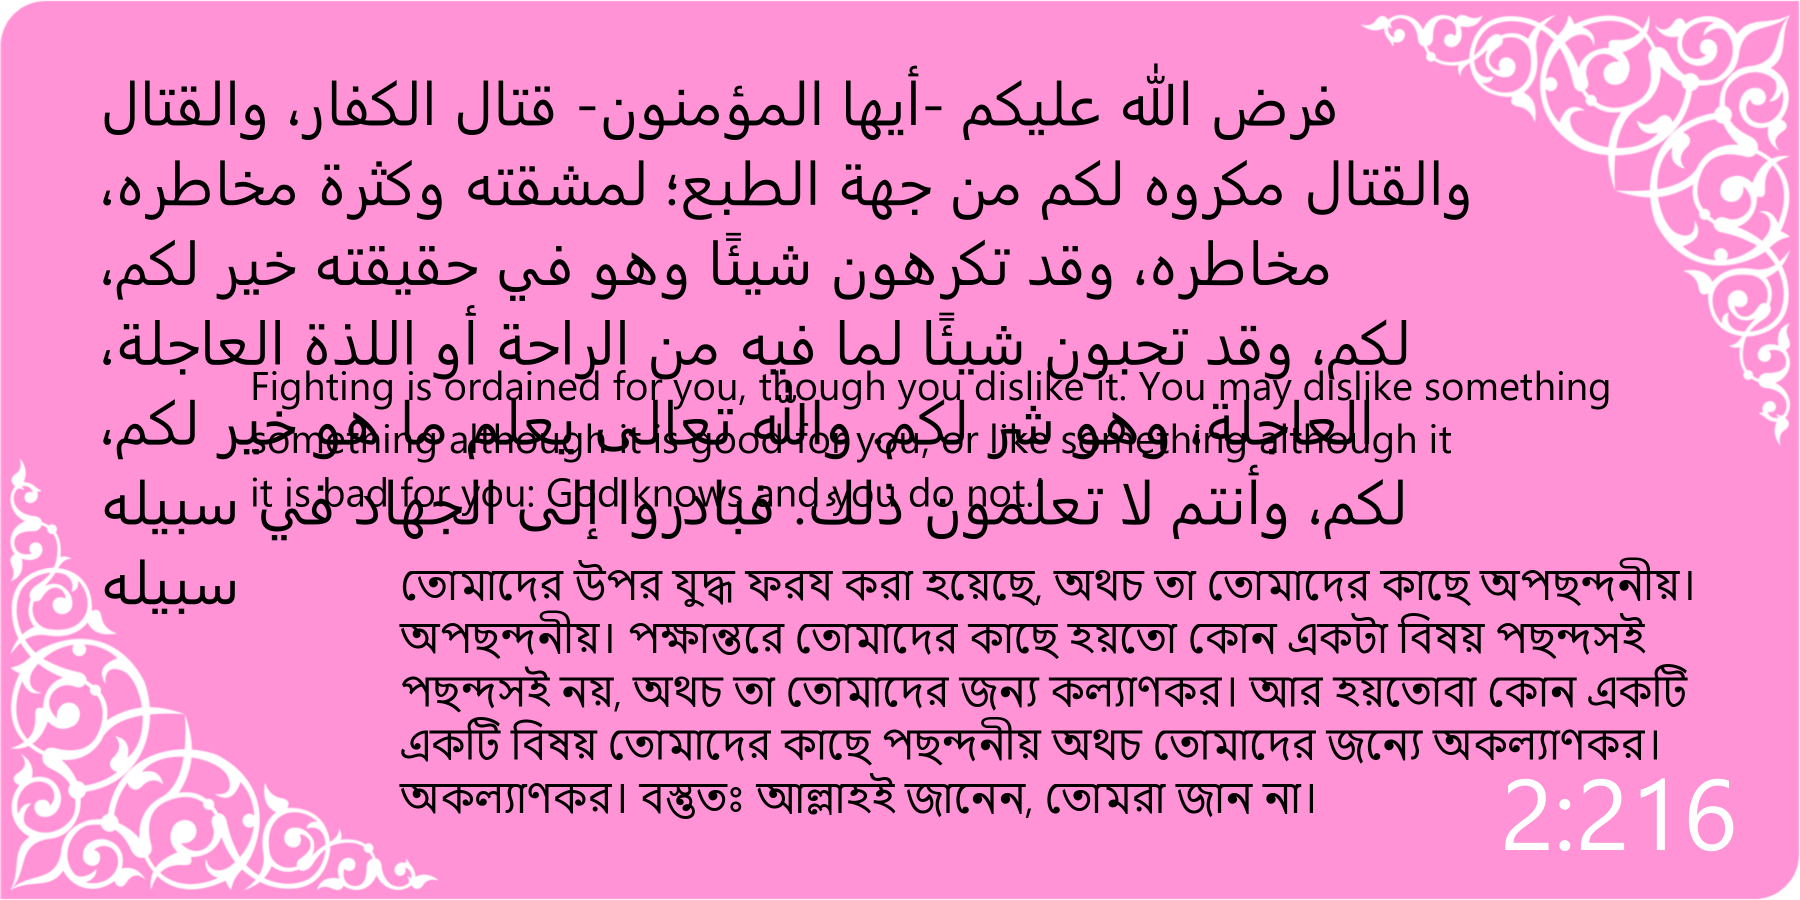 فرض الله عليكم -أيها المؤمنون- قتال الكفار، والقتال
والقتال مكروه لكم من جهة الطبع؛ لمشقته وكثرة مخاطره،
مخاطره، وقد تكرهون شيئًا وهو في حقيقته خير لكم،
لكم، وقد تحبون شيئًا لما فيه من الراحة أو اللذة العاجلة،
العاجلة، وهو شر لكم. والله تعالى يعلم ما هو خير لكم،
لكم، وأنتم لا تعلمون ذلك. فبادروا إلى الجهاد في سبيله
سبيله
Fighting is ordained for you, though you dislike it. You may dislike something
something although it is good for you, or like something although it
it is bad for you: God knows and you do not.’
তোমাদের উপর যুদ্ধ ফরয করা হয়েছে, অথচ তা তোমাদের কাছে অপছন্দনীয়।
অপছন্দনীয়। পক্ষান্তরে তোমাদের কাছে হয়তো কোন একটা বিষয় পছন্দসই
পছন্দসই নয়, অথচ তা তোমাদের জন্য কল্যাণকর। আর হয়তোবা কোন একটি
একটি বিষয় তোমাদের কাছে পছন্দনীয় অথচ তোমাদের জন্যে অকল্যাণকর।
অকল্যাণকর। বস্তুতঃ আল্লাহই জানেন, তোমরা জান না।
2:216